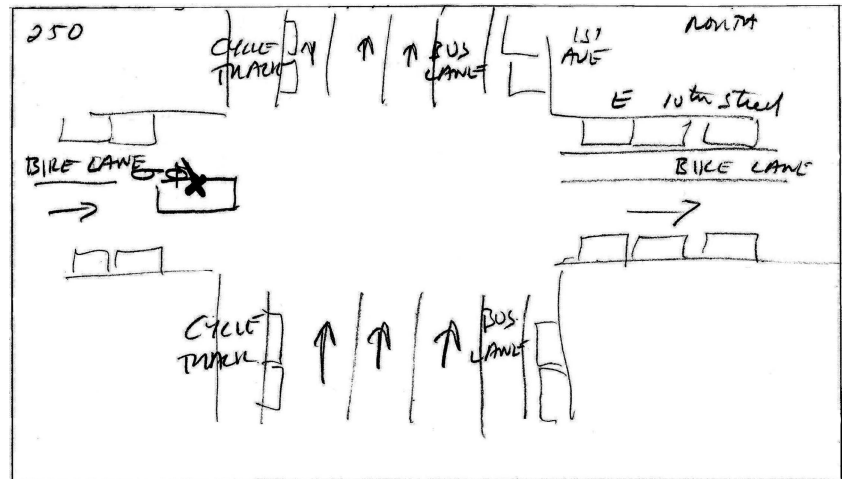 250
CYCLE
TRACK
BUS
LANE
1ST
AVE
NORTH
E 10th Street
BIKE LANE
BIKE LANE
CYCLE
TRACK
BUS
LANE